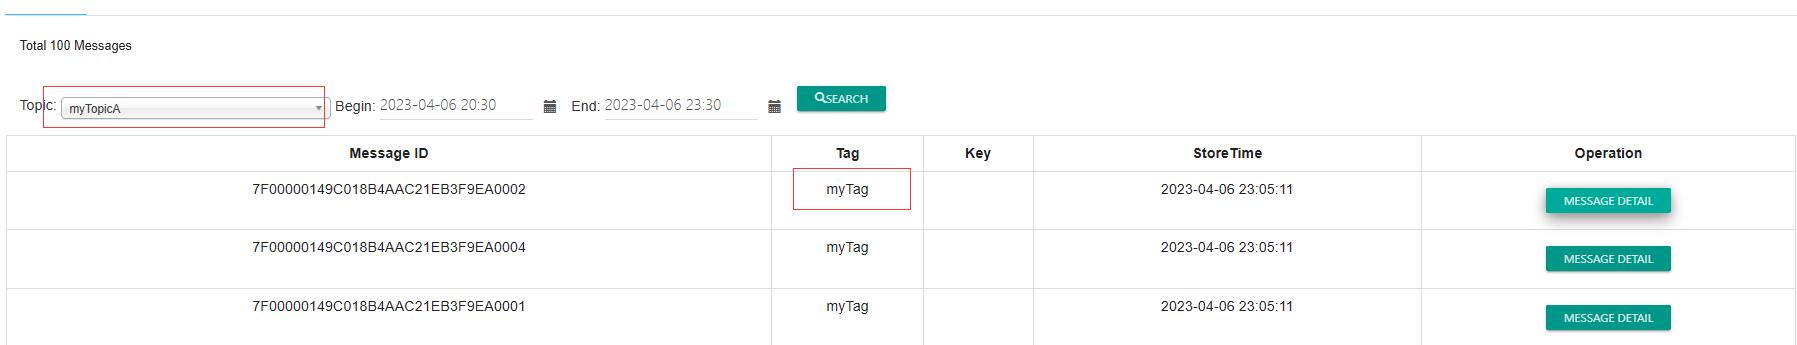 Total 100 Messages
Topic: myTopicA Begin: 2023-04-06 20:30 End: 2023-04-06 23:30 SEARCH
Message ID Tag Key StoreTime Operation
7F00000149C018B4AAC21EB3F9EA0002 myTag 2023-04-06 23:05:11 MESSAGE DETAIL
7F00000149C018B4AAC21EB3F9EA0004 myTag 2023-04-06 23:05:11 MESSAGE DETAIL
7F00000149C018B4AAC21EB3F9EA0001 myTag 2023-04-06 23:05:11 MESSAGE DETAIL